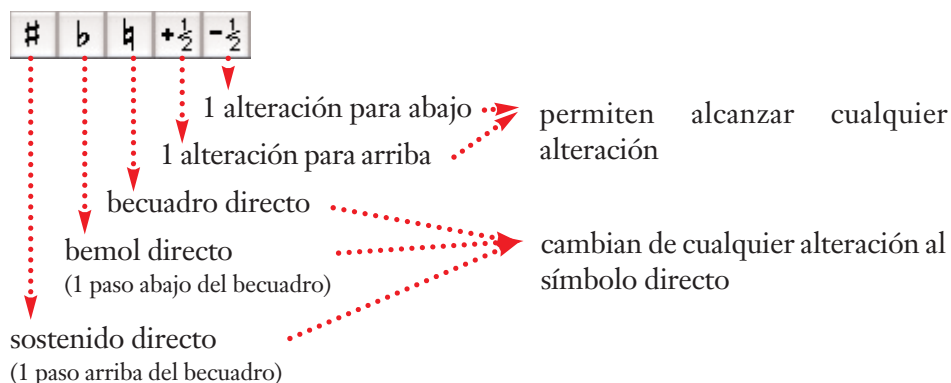 ♯ ♭ ♮ +½ -½
1 alteración para abajo
1 alteración para arriba
permiten alcanzar cualquier
alteración
becuadro directo
bemol directo
(1 paso abajo del becuadro)
cambian de cualquier alteración al
símbolo directo
sostenido directo
(1 paso arriba del becuadro)